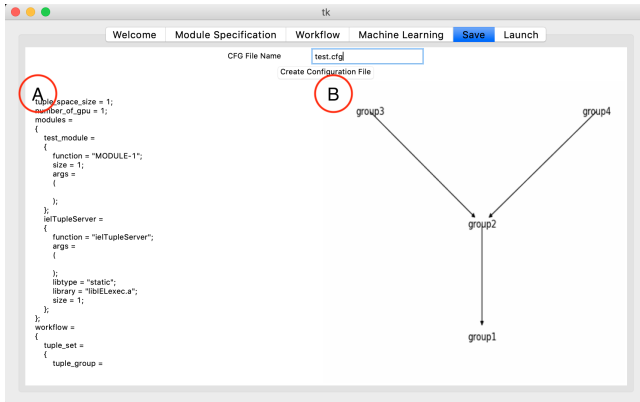 tk
Welcome Module Specification Workflow Machine Learning Save Launch
CFG File Name test.cfg
Create Configuration File
A
B
tuple_space_size = 1;
number_of_gpu = 1;
modules =
{
test_module =
{
function = "MODULE-1";
size = 1;
args =
(
);
};
ielTupleServer =
{
function = "ielTupleServer";
args =
(
);
libtype = "static";
library = "libIELexec.a";
size = 1;
};
};
workflow =
{
tuple_set =
{
tuple_group =
group3 group4
group2
group1